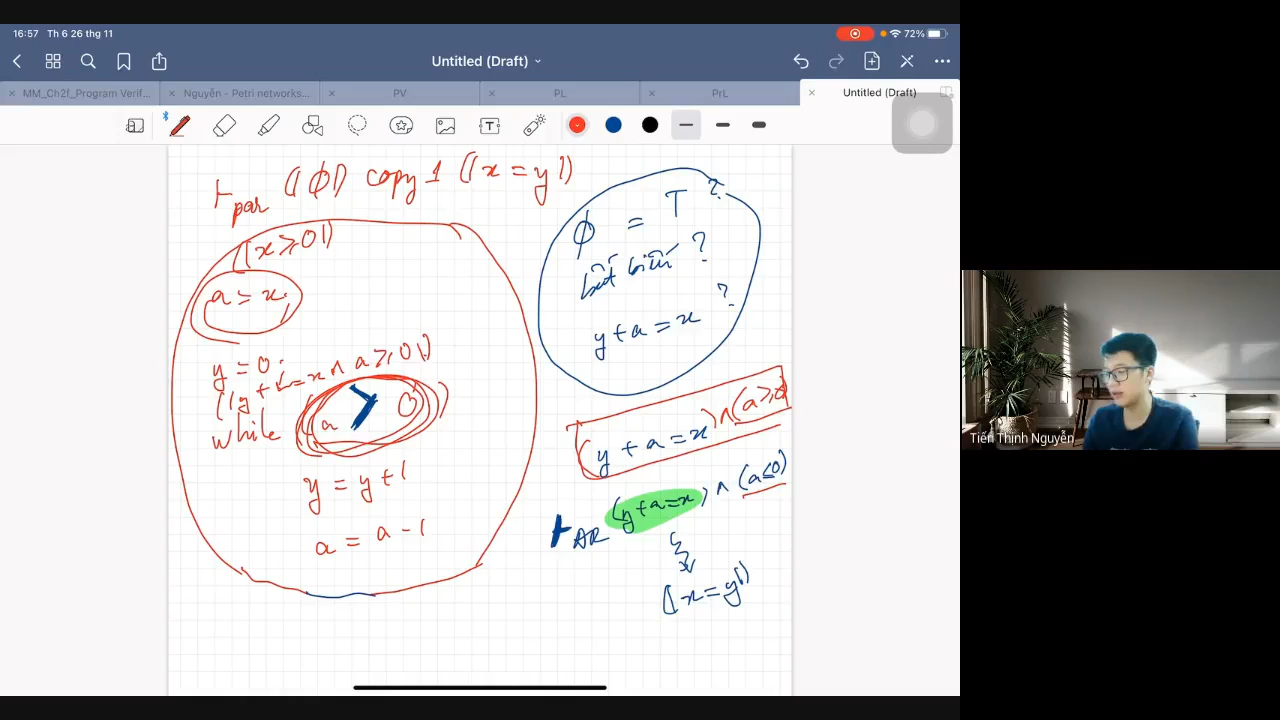 16:57 Th 6 26 thg 11 72%
Untitled (Draft)
MM_Ch2f_Program Verif... Nguyễn - Petri networks... PV PL PrL Untitled (Draft)
⊢par (|ϕ|) copy 1 (|x = y|)
(|x ≥ 0|)
a = x;
y = 0;
(|y + a = x ∧ a ≥ 0|)
while (a > 0)
y = y + 1
a = a - 1
ϕ = T ?
bất biến ?
y + a = x ?
(y + a = x) ∧ (a ≥ 0)
⊢AR (y + a = x) ∧ (a ≤ 0)
(|x = y|)
Tiến Thịnh Nguyễn